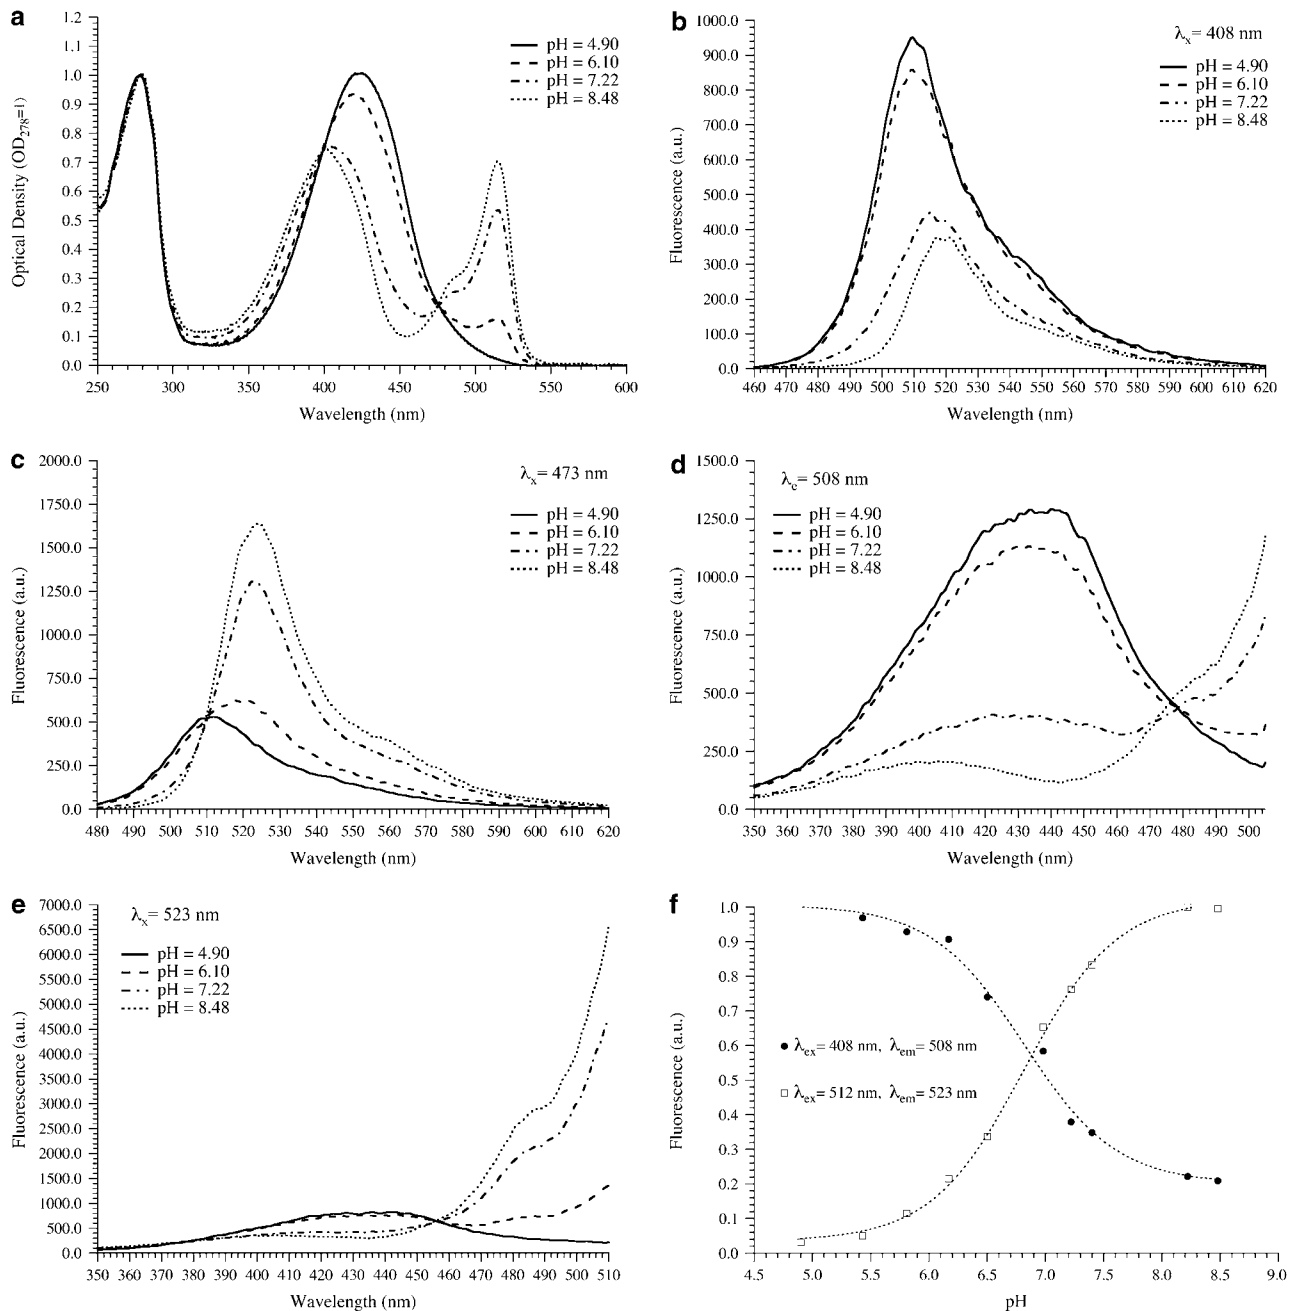 a
1.2
1.1
1.0
0.9
0.8
0.7
0.6
0.5
0.4
0.3
0.2
0.1
0.0
Optical Density (OD278=1)
pH = 4.90
pH = 6.10
pH = 7.22
pH = 8.48
250 300 350 400 450 500 550 600
Wavelength (nm)
b
1000.0
900.0
800.0
700.0
600.0
500.0
400.0
300.0
200.0
100.0
0.0
Fluorescence (a.u.)
λx= 408 nm
pH = 4.90
pH = 6.10
pH = 7.22
pH = 8.48
460 470 480 490 500 510 520 530 540 550 560 570 580 590 600 610 620
Wavelength (nm)
c
2000.0
1750.0
1500.0
1250.0
1000.0
750.0
500.0
250.0
0.0
Fluorescence (a.u.)
λx= 473 nm
pH = 4.90
pH = 6.10
pH = 7.22
pH = 8.48
480 490 500 510 520 530 540 550 560 570 580 590 600 610 620
Wavelength (nm)
d
1500.0
1250.0
1000.0
750.0
500.0
250.0
0.0
Fluorescence (a.u.)
λe= 508 nm
pH = 4.90
pH = 6.10
pH = 7.22
pH = 8.48
350 360 370 380 390 400 410 420 430 440 450 460 470 480 490 500
Wavelength (nm)
e
7000.0
6500.0
6000.0
5500.0
5000.0
4500.0
4000.0
3500.0
3000.0
2500.0
2000.0
1500.0
1000.0
500.0
0.0
Fluorescence (a.u.)
λx= 523 nm
pH = 4.90
pH = 6.10
pH = 7.22
pH = 8.48
350 360 370 380 390 400 410 420 430 440 450 460 470 480 490 500 510
Wavelength (nm)
f
1.0
0.9
0.8
0.7
0.6
0.5
0.4
0.3
0.2
0.1
0.0
Fluorescence (a.u.)
λex= 408 nm, λem= 508 nm
λex= 512 nm, λem= 523 nm
4.5 5.0 5.5 6.0 6.5 7.0 7.5 8.0 8.5 9.0
pH